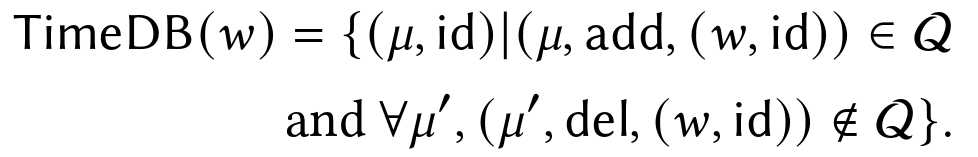 TimeDB(w) = {(μ, id)|(μ, add, (w, id)) ∈ Q
and ∀μ′, (μ′, del, (w, id)) ∉ Q}.